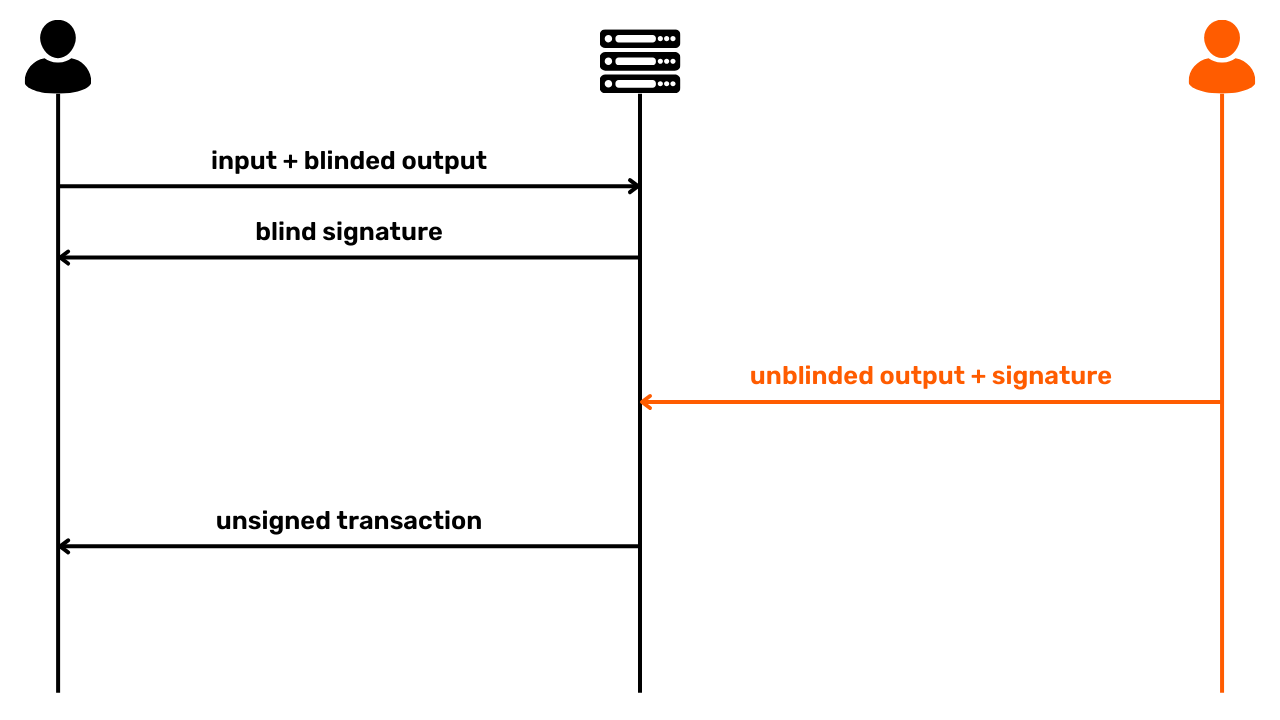 input + blinded output
blind signature
unblinded output + signature
unsigned transaction